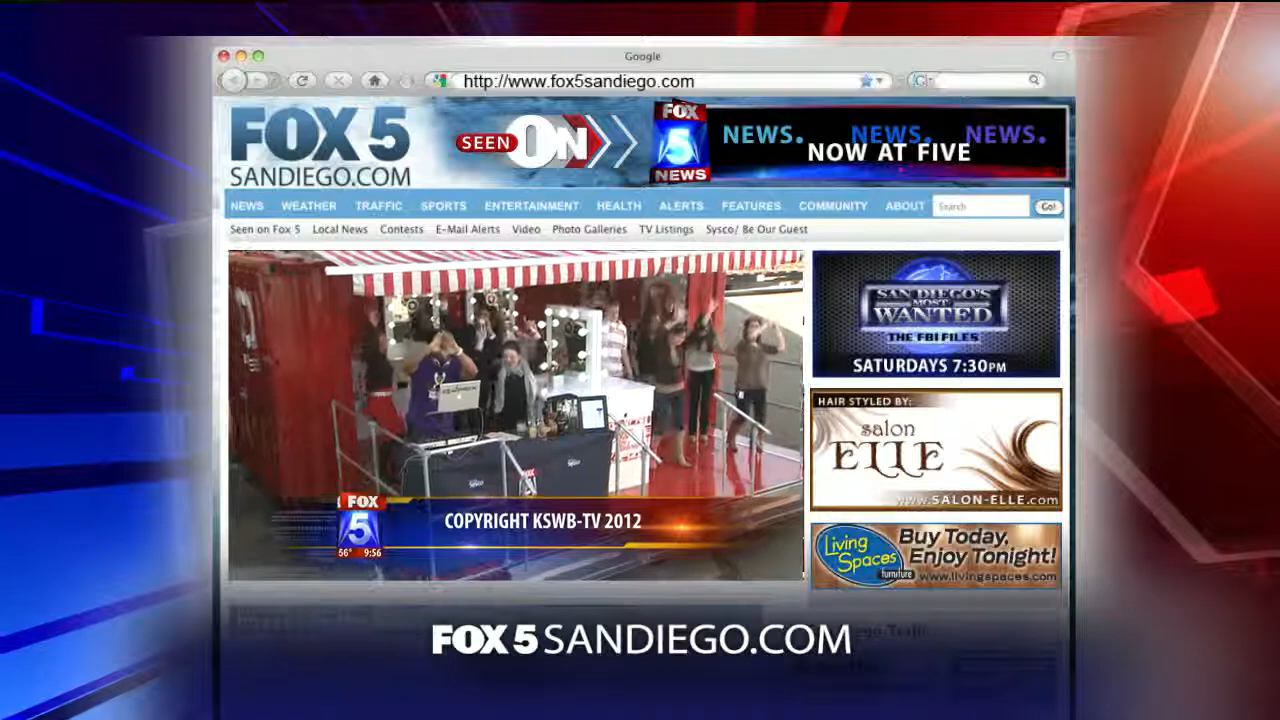 Google
http://www.fox5sandiego.com
FOX 5
SANDIEGO.COM
SEEN ON
FOX
5
NEWS
NEWS. NEWS. NEWS.
NOW AT FIVE
NEWS WEATHER TRAFFIC SPORTS ENTERTAINMENT HEALTH ALERTS FEATURES COMMUNITY ABOUT Search Go!
Seen on Fox 5 Local News Contests E-Mail Alerts Video Photo Galleries TV Listings Sysco/ Be Our Guest
SAN DIEGO'S
MOST
WANTED
THE FBI FILES
SATURDAYS 7:30PM
HAIR STYLED BY:
salon
ELLE
www.SALON-ELLE.com
Living
Spaces
furniture
Buy Today,
Enjoy Tonight!
www.livingspaces.com
FOX
5
56° 9:56
COPYRIGHT KSWB-TV 2012
FOX 5 SANDIEGO.COM